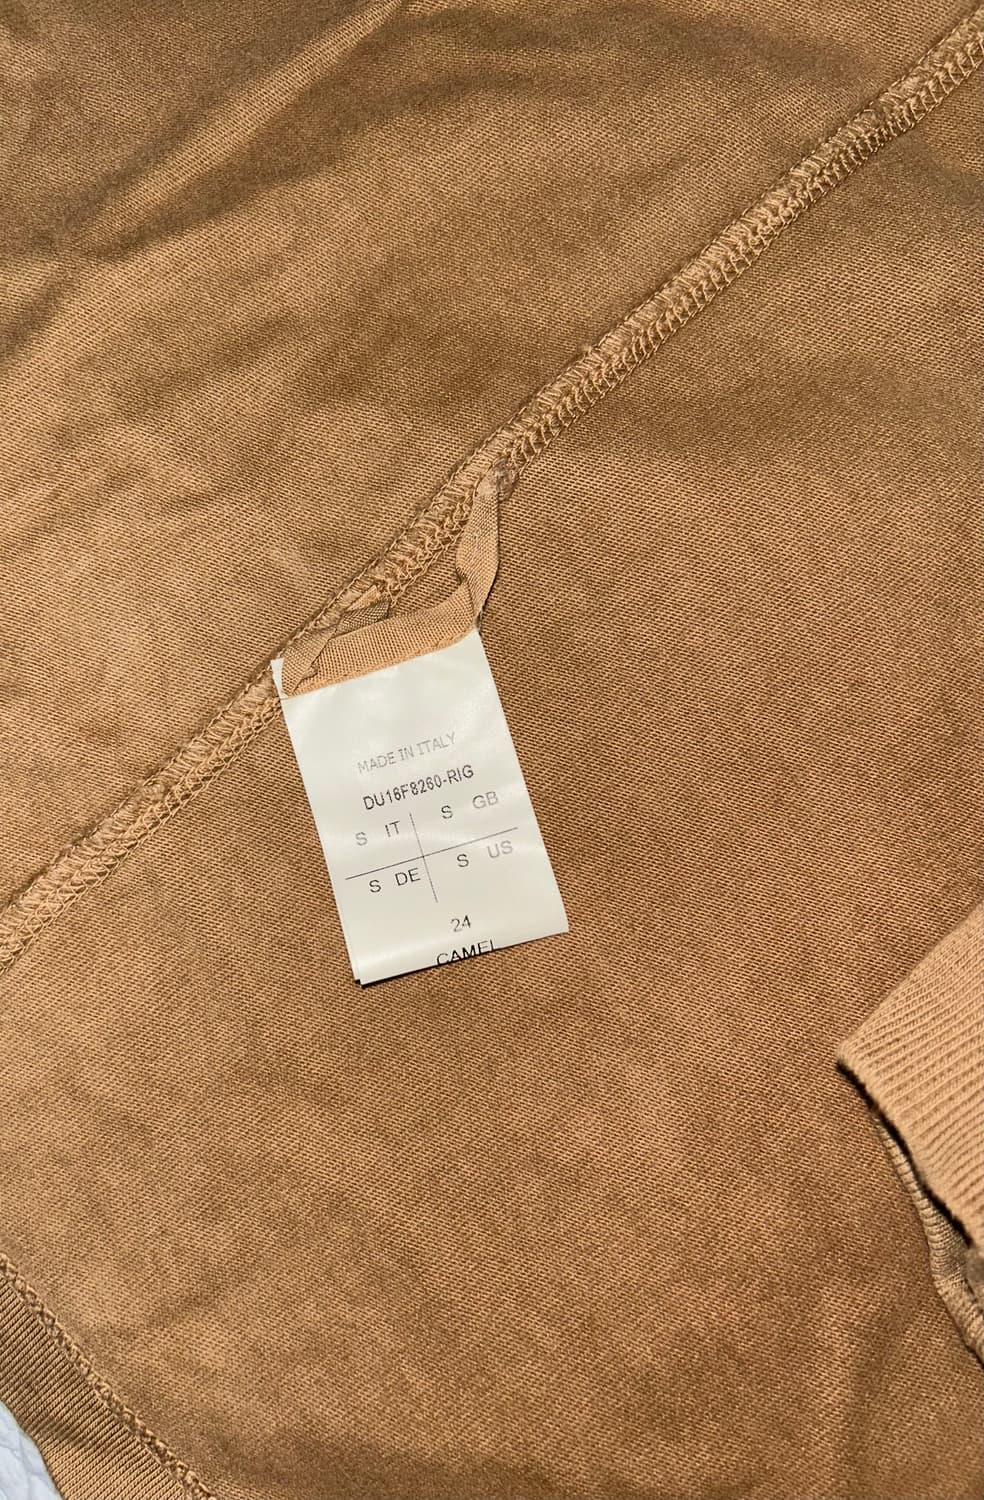 MADE IN ITALY
DU16F8260-RIG
S IT S GB
S DE S US
24
CAMEL